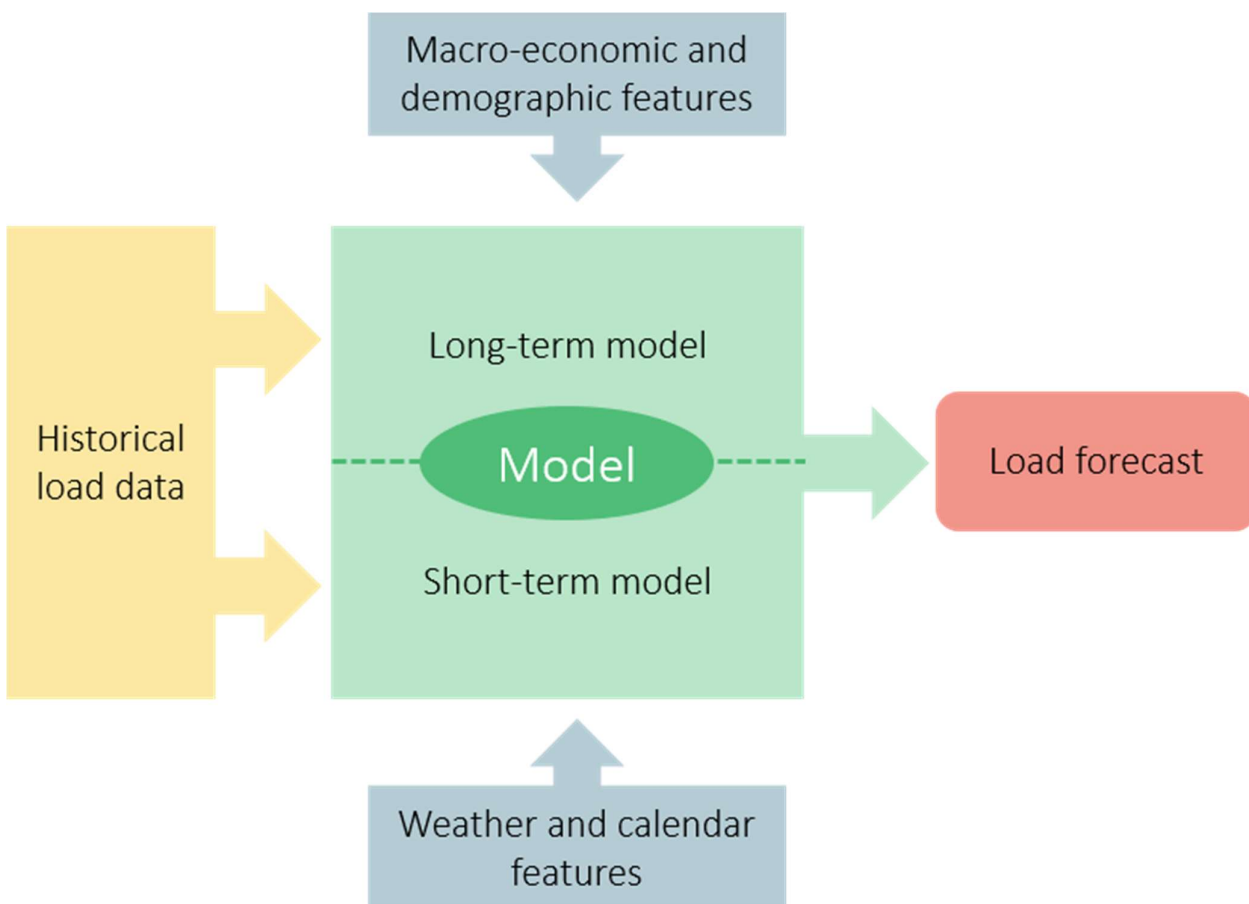 Macro-economic and
demographic features
Historical
load data
Long-term model
Model
Short-term model
Load forecast
Weather and calendar
features